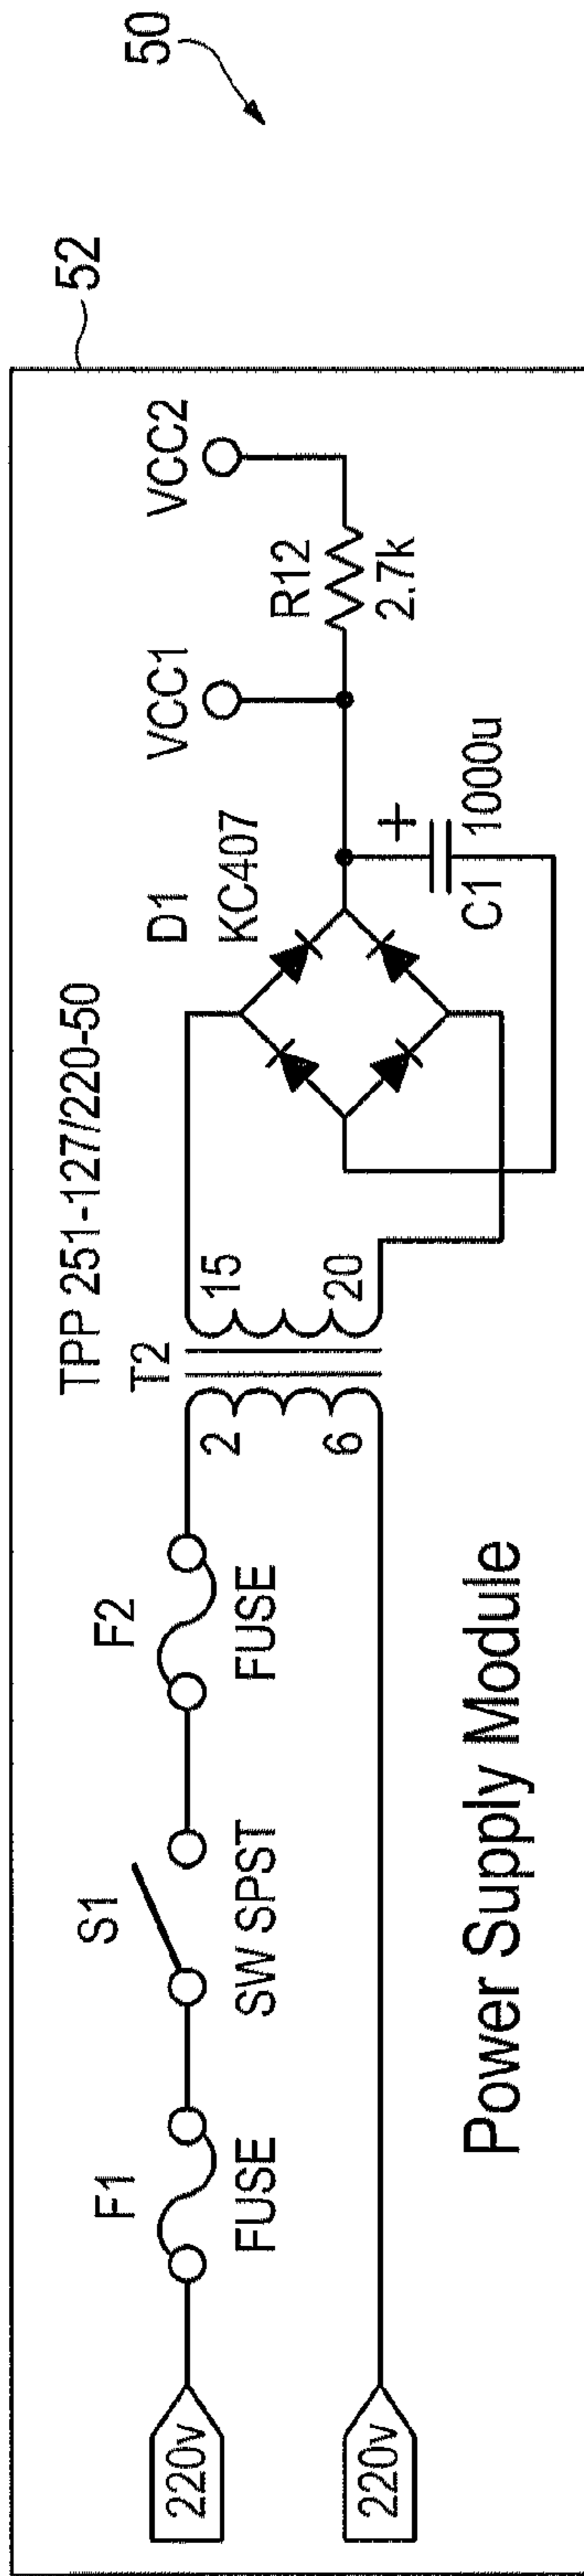 50
52
TPP 251-127/220-50
T2
D1
KC407
VCC1
VCC2
R12
2.7k
F1
FUSE
S1
SW SPST
F2
FUSE
2
6
15
20
+
C1
1000u
220v
220v
Power Supply Module